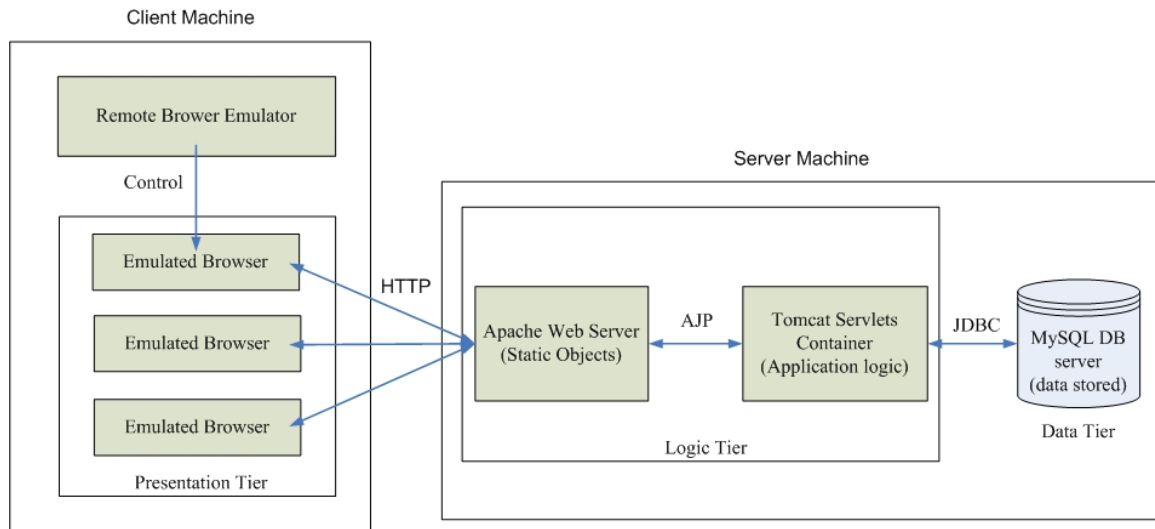 Client Machine
Remote Brower Emulator
Control
Emulated Browser
Emulated Browser
Emulated Browser
Presentation Tier
HTTP
Server Machine
Apache Web Server
(Static Objects)
AJP
Tomcat Servlets
Container
(Application logic)
Logic Tier
JDBC
MySQL DB
server
(data stored)
Data Tier